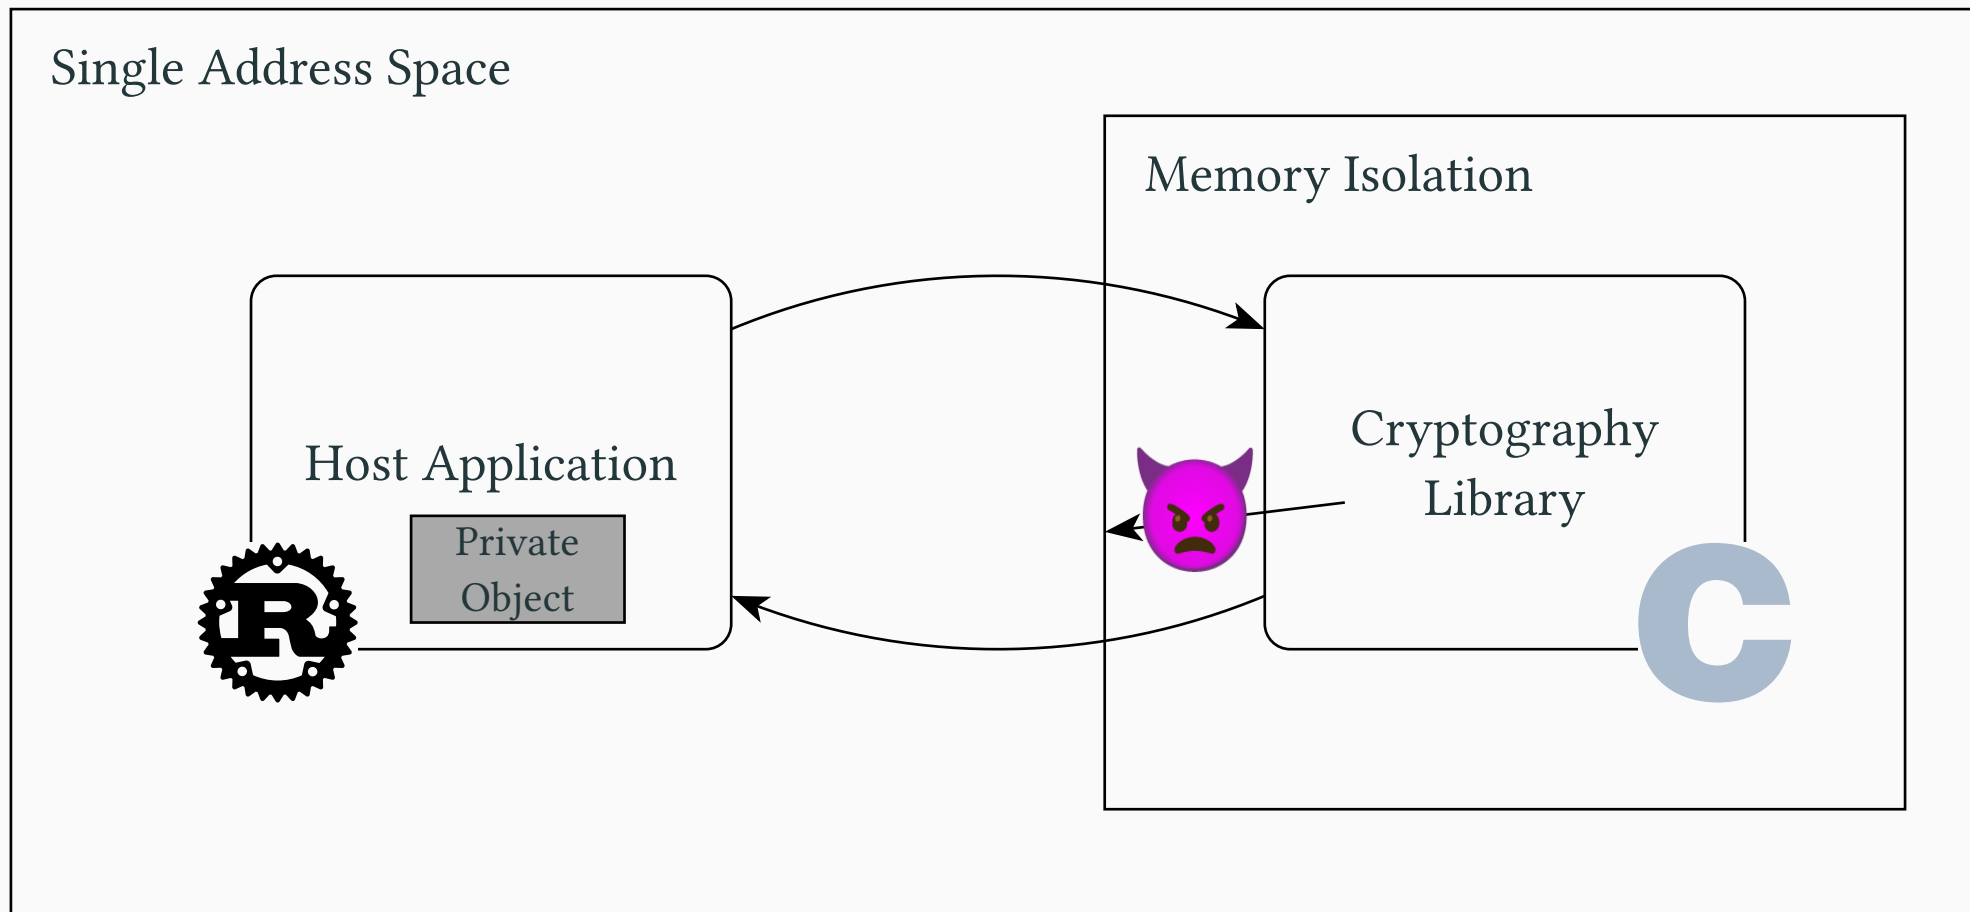 Single Address Space
Memory Isolation
Host Application
Private
Object
R
Cryptography
Library
C